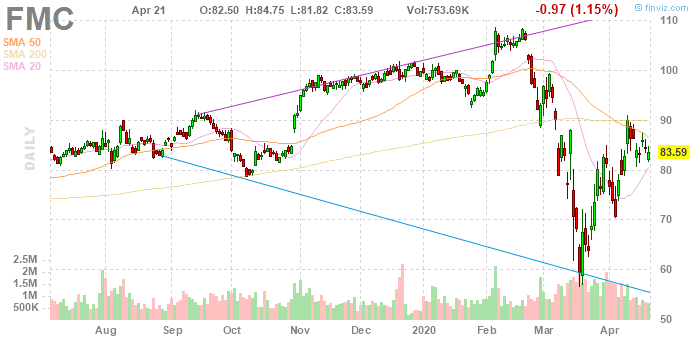 FMC Apr 21 O:82.50 H:84.75 L:81.82 C:83.59 Vol:753.69K -0.97 (1.15%) © finviz.com
SMA 50
SMA 200
SMA 20
DAILY
110
100
90
83.59
80
70
60
50
2.5M
2M
1.5M
1M
500K
Aug Sep Oct Nov Dec 2020 Feb Mar Apr